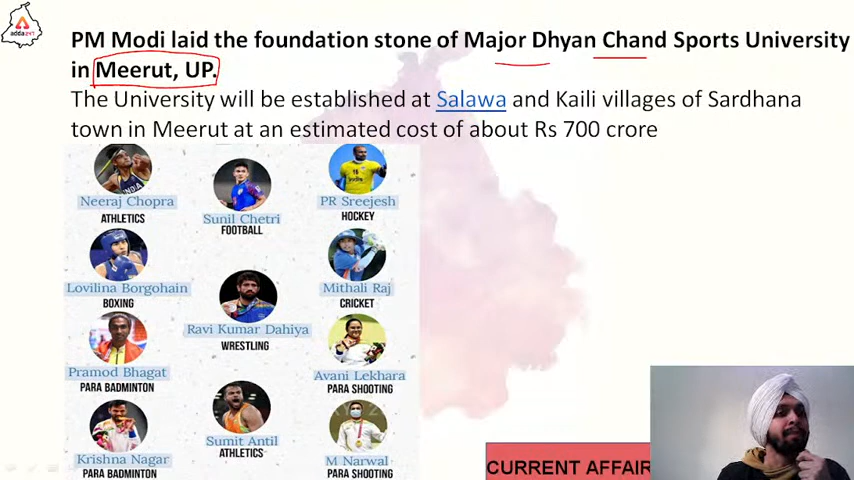 adda247
PM Modi laid the foundation stone of Major Dhyan Chand Sports University
in Meerut, UP.
The University will be established at Salawa and Kaili villages of Sardhana
town in Meerut at an estimated cost of about Rs 700 crore
Neeraj Chopra
ATHLETICS
Sunil Chetri
FOOTBALL
PR Sreejesh
HOCKEY
Lovilina Borgohain
BOXING
Mithali Raj
CRICKET
Ravi Kumar Dahiya
WRESTLING
Pramod Bhagat
PARA BADMINTON
Avani Lekhara
PARA SHOOTING
Sumit Antil
ATHLETICS
Krishna Nagar
PARA BADMINTON
M Narwal
PARA SHOOTING
CURRENT AFFAIR